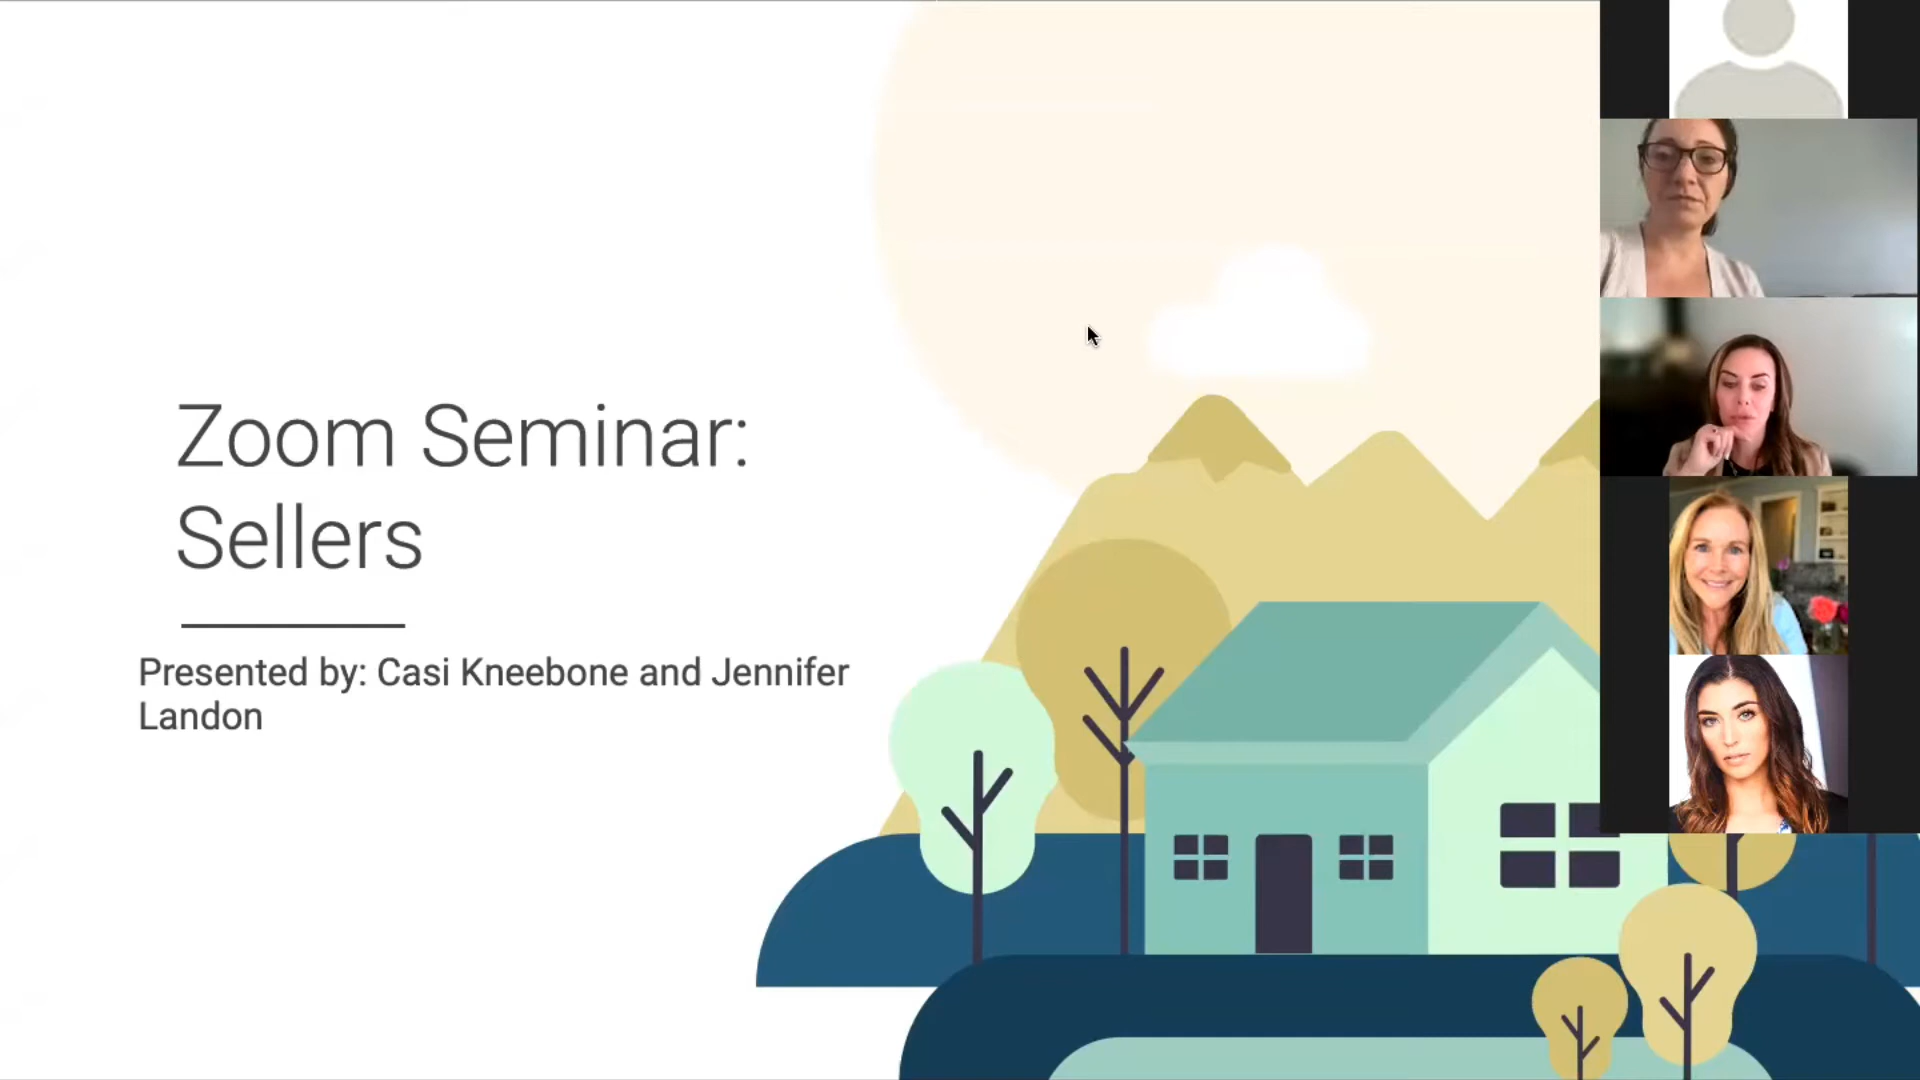 Zoom Seminar:
Sellers
Presented by: Casi Kneebone and Jennifer
Landon